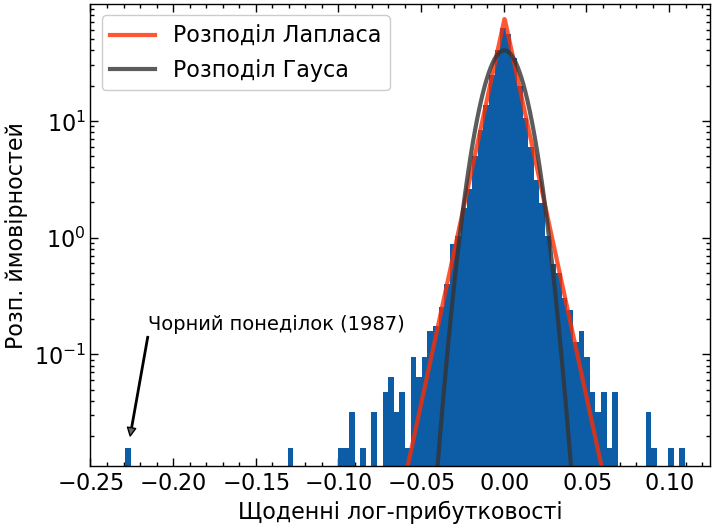 Розподіл Лапласа
Розподіл Гауса
10¹
10⁰
10⁻¹
Розп. ймовірностей
Чорний понеділок (1987)
−0.25 −0.20 −0.15 −0.10 −0.05 0.00 0.05 0.10
Щоденні лог-прибутковості